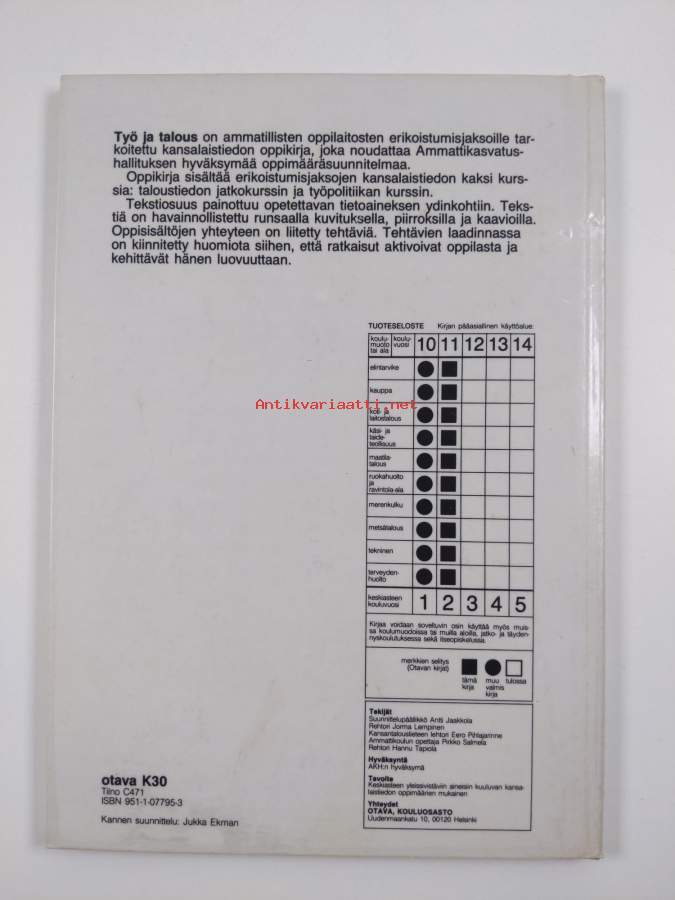 Työ ja talous on ammatillisten oppilaitosten erikoistumisjaksoille tar-
koitettu kansalaistiedon oppikirja, joka noudattaa Ammattikasvatus-
hallituksen hyväksymää oppimääräsuunnitelmaa.
Oppikirja sisältää erikoistumisjaksojen kansalaistiedon kaksi kurs-
sia: taloustiedon jatkokurssin ja työpolitiikan kurssin.
Tekstiosuus painottuu opetettavan tietoaineksen ydinkohtiin. Teks-
tiä on havainnollistettu runsaalla kuvituksella, piirroksilla ja kaavioilla.
Oppisisältöjen yhteyteen on liitetty tehtäviä. Tehtävien laadinnassa
on kiinnitetty huomiota siihen, että ratkaisut aktivoivat oppilasta ja
kehittävät hänen luovuuttaan.
TUOTESELOSTE Kirjan pääasiallinen käyttöalue:
koulu-
muoto
tai ala
koulu-
vuosi
10 11 12 13 14
elintarvike
kauppa
Antikvariaatti.net
koti- ja
laitostalous
käsi- ja
taide-
teollisuus
maatila-
talous
ruokahuolto
ja
ravintola-ala
merenkulku
metsätalous
tekninen
terveyden-
huolto
keskiasteen
kouluvuosi
1 2 3 4 5
Kirjaa voidaan soveltuvin osin käyttää myös muis-
sa koulumuodoissa tai muilla aloilla, jatko- ja täyden-
nyskoulutuksessa sekä itseopiskelussa.
merkkien selitys
(Otavan kirjat)
tämä
kirja
muu
valmis
kirja
tulossa
Tekijät
Suunnittelupäällikkö Antti Jaakkola
Rehtori Jorma Lempinen
Kansantaloustieteen lehtori Eero Pihlajarinne
Ammattikoulun opettaja Pirkko Salmela
Rehtori Hannu Tapiola
Hyväksyntä
AKH:n hyväksymä
Tavoite
Keskiasteen yleissivistäviin aineisiin kuuluvan kansa-
laistiedon oppimäärien mukainen
Yhteydet
OTAVA, KOULUOSASTO
Uudenmaankatu 10, 00120 Helsinki
otava K30
Tilno C471
ISBN 951-1-07795-3
Kannen suunnittelu: Jukka Ekman